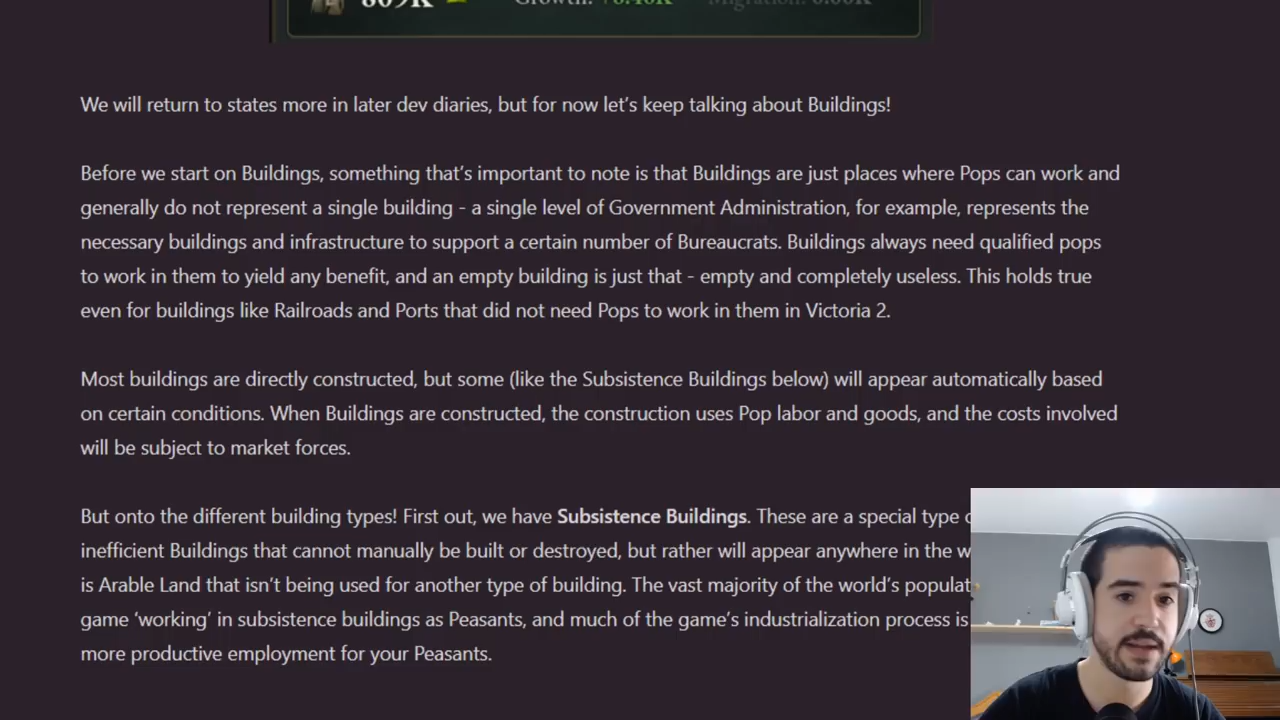 809K Growth: Migration: 0.00K
We will return to states more in later dev diaries, but for now let's keep talking about Buildings!
Before we start on Buildings, something that's important to note is that Buildings are just places where Pops can work and
generally do not represent a single building - a single level of Government Administration, for example, represents the
necessary buildings and infrastructure to support a certain number of Bureaucrats. Buildings always need qualified pops
to work in them to yield any benefit, and an empty building is just that - empty and completely useless. This holds true
even for buildings like Railroads and Ports that did not need Pops to work in them in Victoria 2.
Most buildings are directly constructed, but some (like the Subsistence Buildings below) will appear automatically based
on certain conditions. When Buildings are constructed, the construction uses Pop labor and goods, and the costs involved
will be subject to market forces.
But onto the different building types! First out, we have Subsistence Buildings. These are a special type
inefficient Buildings that cannot manually be built or destroyed, but rather will appear anywhere in the
is Arable Land that isn't being used for another type of building. The vast majority of the world's populat
game ‘working’ in subsistence buildings as Peasants, and much of the game's industrialization process is
more productive employment for your Peasants.